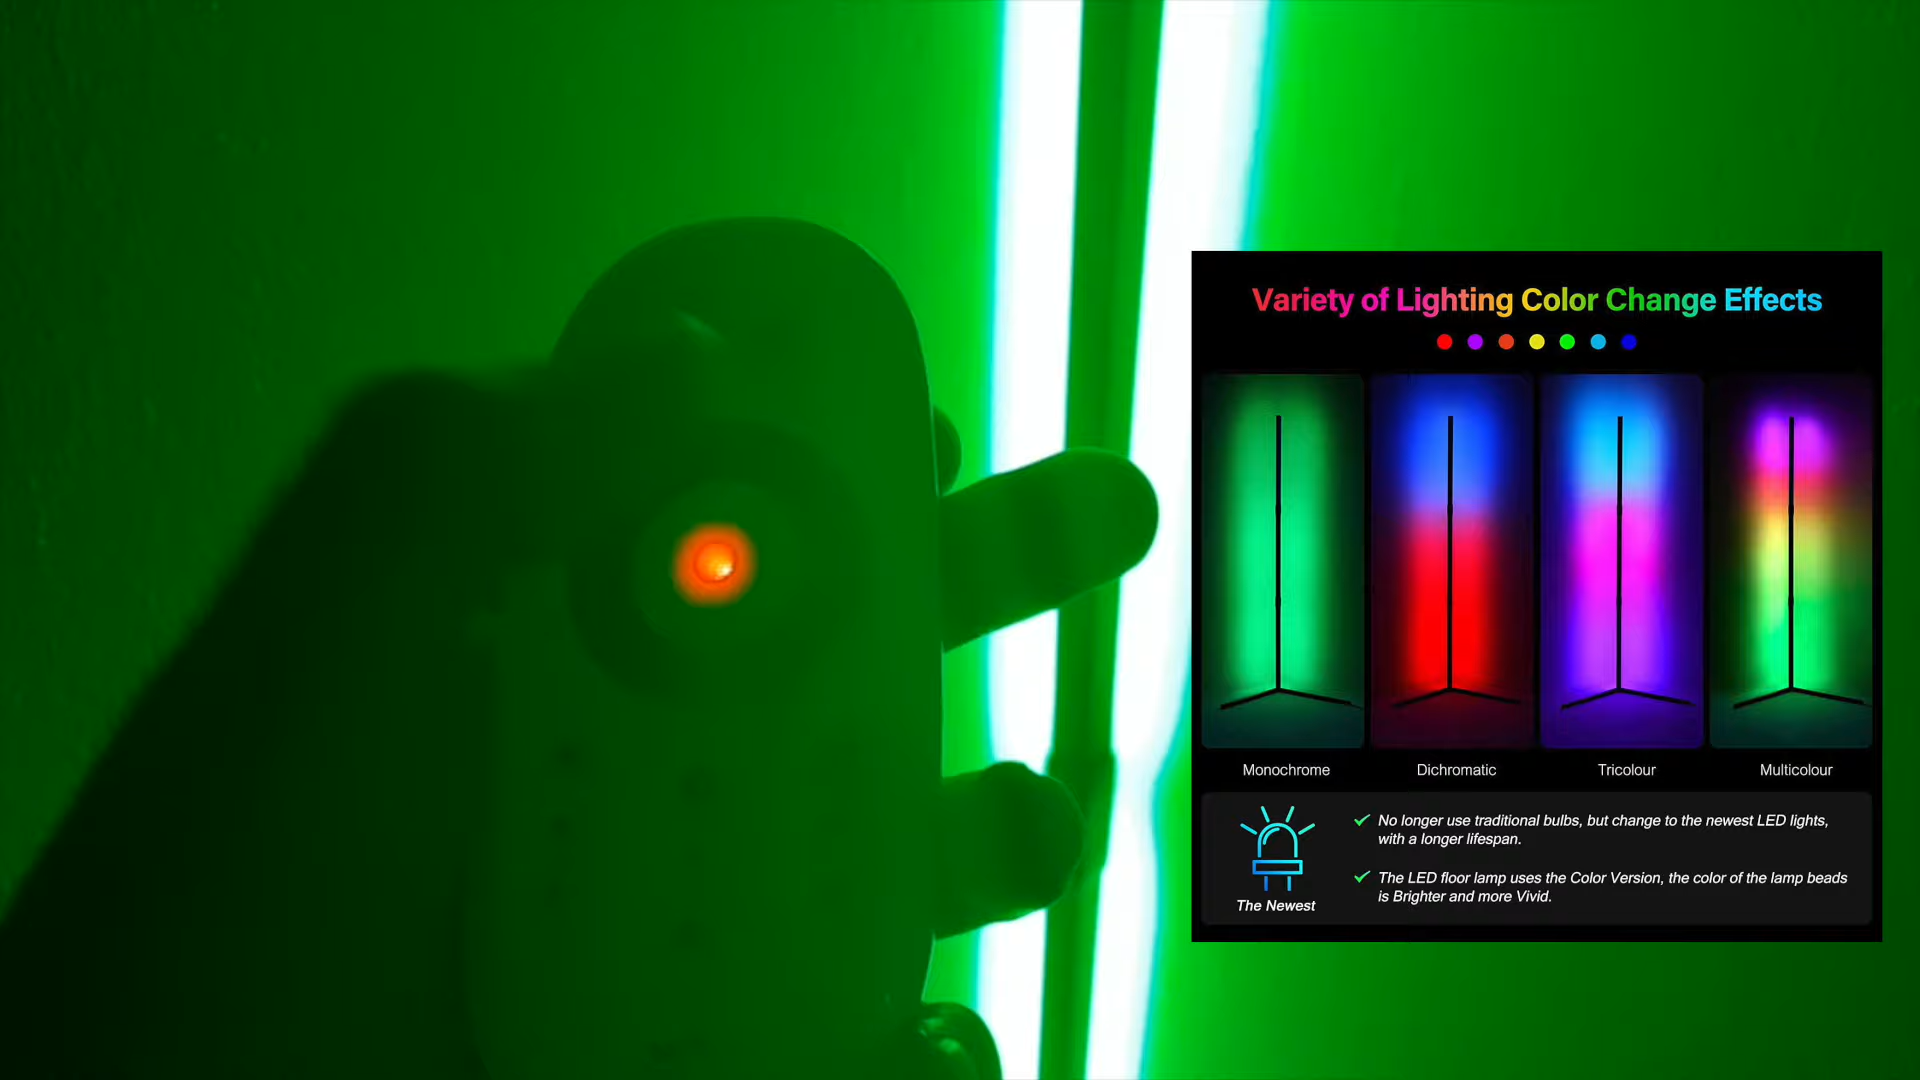 Variety of Lighting Color Change Effects
Monochrome
Dichromatic
Tricolour
Multicolour
The Newest
No longer use traditional bulbs, but change to the newest LED lights,
with a longer lifespan.
The LED floor lamp uses the Color Version, the color of the lamp beads
is Brighter and more Vivid.